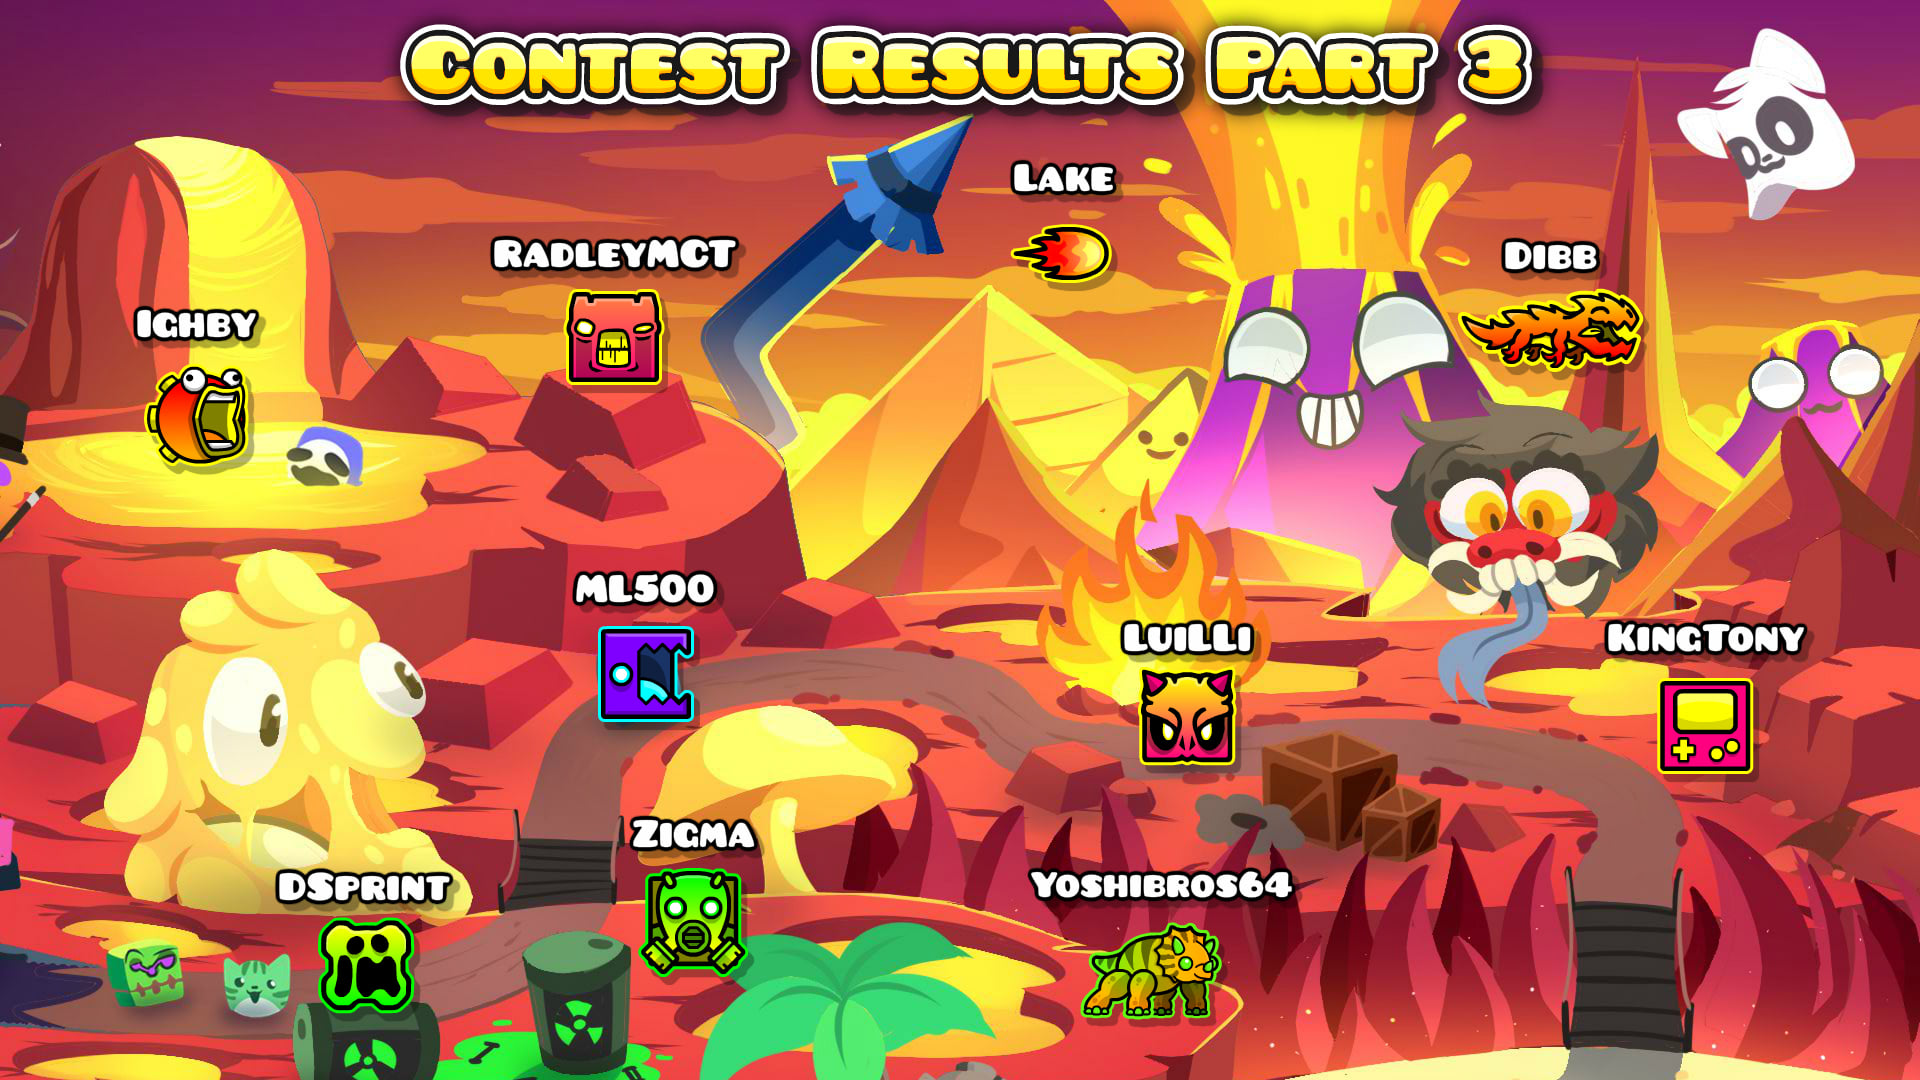 Contest Results Part 3
Lake
RadleyMCT
Dibb
Ighby
ML500
LuiLLi
KingTony
Zigma
DSprint
Yoshibros64